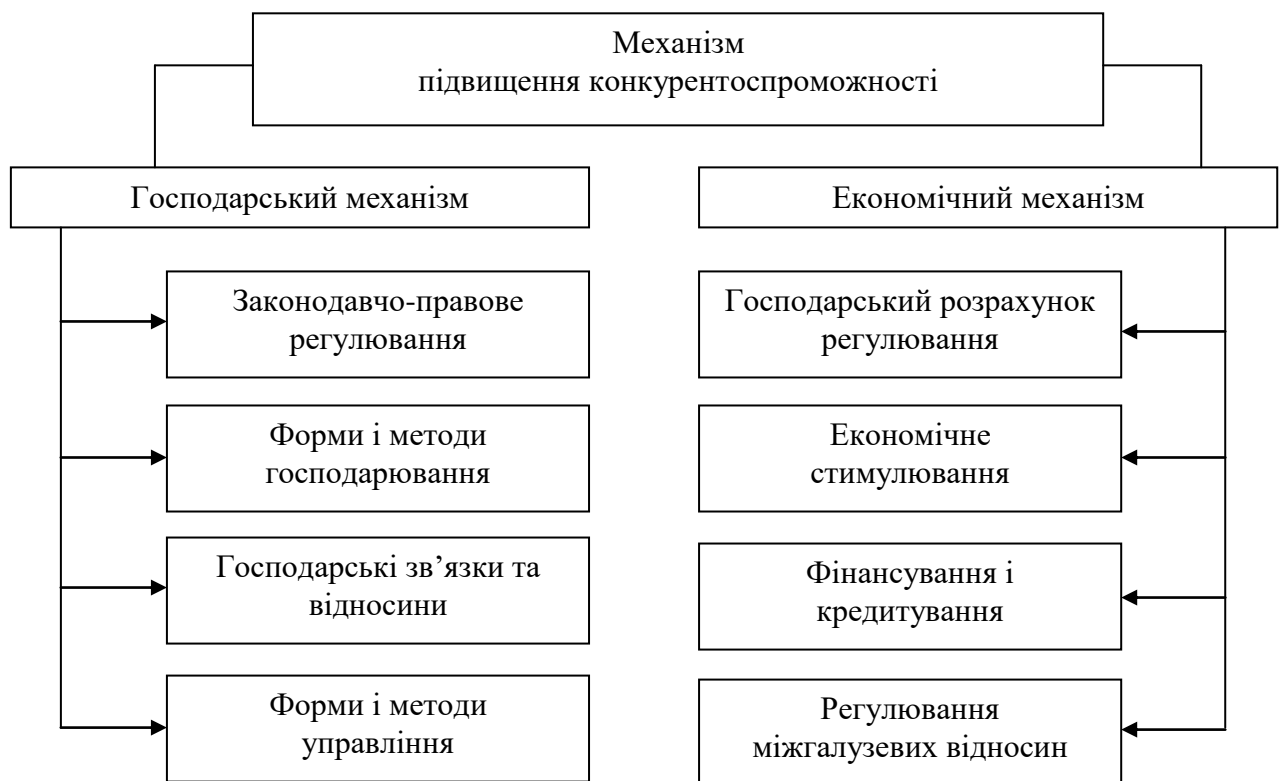 Механізм
підвищення конкурентоспроможності
Господарський механізм
Економічний механізм
Законодавчо-правове
регулювання
Господарський розрахунок
регулювання
Форми і методи
господарювання
Економічне
стимулювання
Господарські зв’язки та
відносини
Фінансування і
кредитування
Форми і методи
управління
Регулювання
міжгалузевих відносин